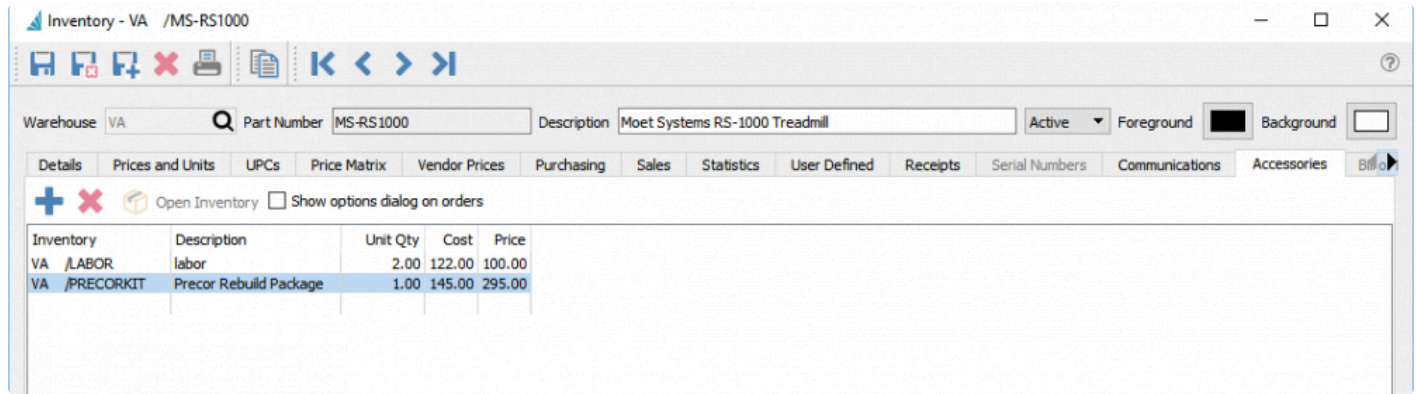 Inventory - VA /MS-RS1000
Warehouse VA Part Number MS-RS1000 Description Moet Systems RS-1000 Treadmill Active Foreground Background
Details Prices and Units UPCs Price Matrix Vendor Prices Purchasing Sales Statistics User Defined Receipts Serial Numbers Communications Accessories
Open Inventory Show options dialog on orders
Inventory Description Unit Qty Cost Price
VA /LABOR labor 2.00 122.00 100.00
VA /PRECORKIT Precor Rebuild Package 1.00 145.00 295.00